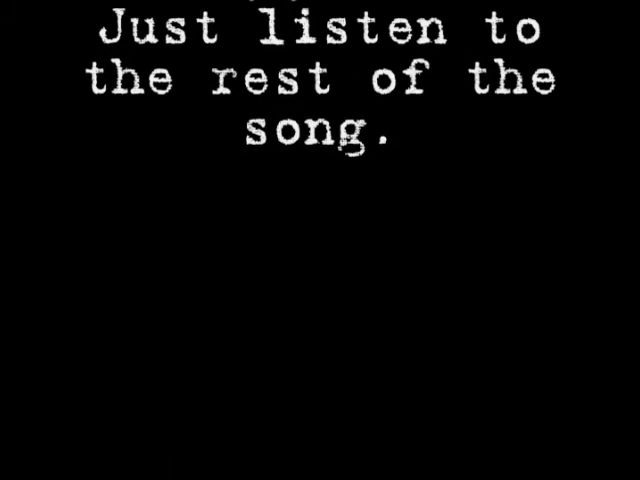 Just listen to
the rest of the
song.